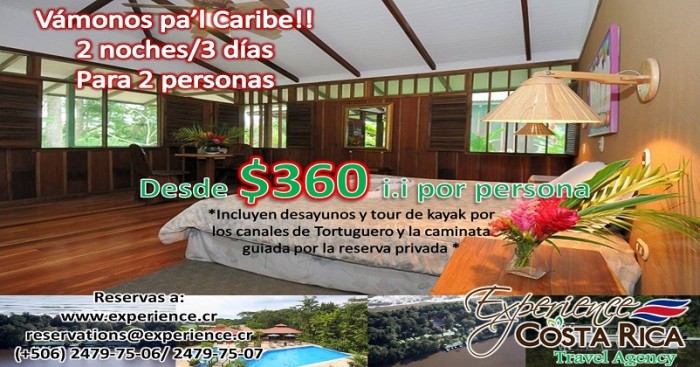 Vámonos pa'l Caribe!!
2 noches/3 días
Para 2 personas
Desde $360 i.i por persona
*Incluyen desayunos y tour de kayak por
los canales de Tortuguero y la caminata
guiada por la reserva privada *
Reservas a:
www.experience.cr
reservations@experience.cr
(+506) 2479-75-06/ 2479-75-07
Experience
COSTA RICA
Travel Agency